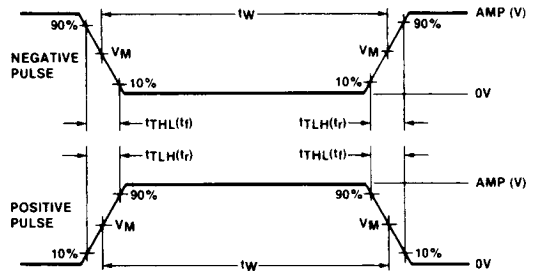 tW
AMP (V)
90%
90%
NEGATIVE
PULSE
VM
VM
10%
10%
0V
tTHL(tf)
tTLH(tr)
tTLH(tr)
tTHL(tf)
AMP (V)
90%
90%
POSITIVE
PULSE
VM
VM
10%
10%
0V
tW